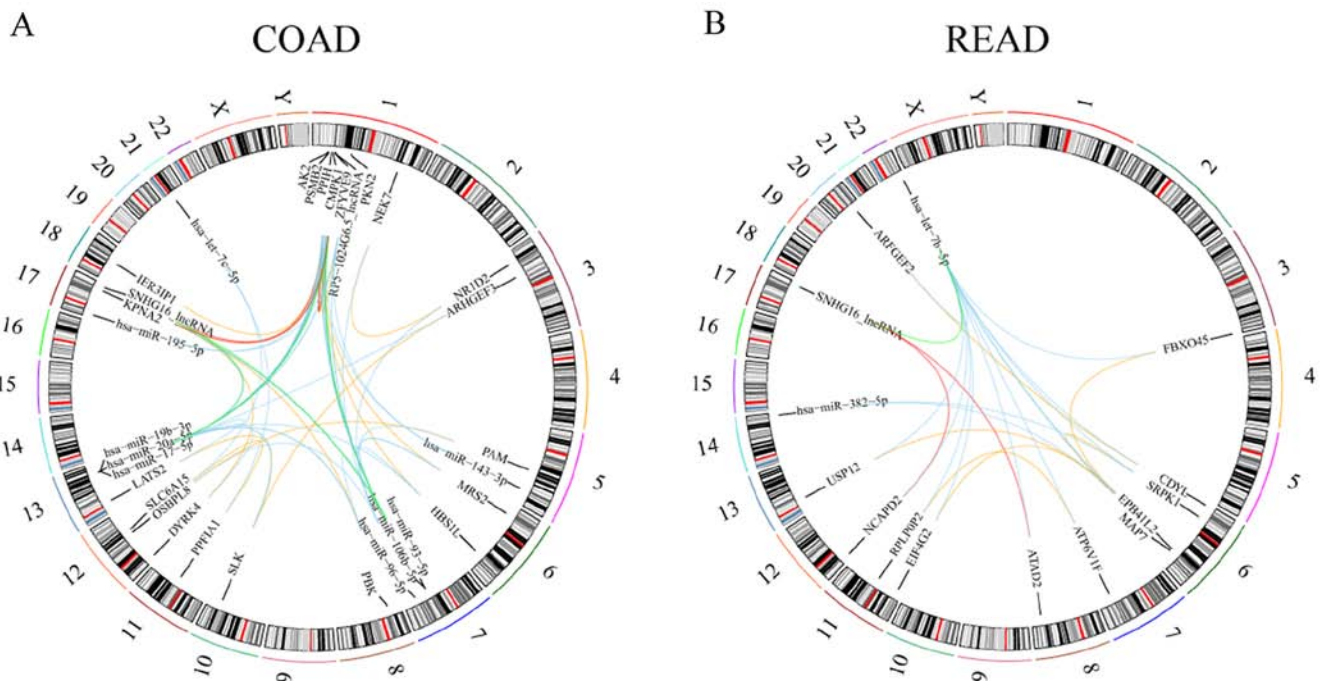 A
COAD
1
2
3
4
5
6
7
8
9
10
11
12
13
14
15
16
17
18
19
20
21
22
X
Y
AK2
PSMB2
PPIH
CMPK1
ZFYVE9
RP5-1024G6.5_lncRNA
PKN2
NEK7
NR1D2
ARHGEF3
PAM
hsa-miR-143-3p
MRS2
HBS1L
hsa-miR-93-5p
hsa-miR-106b-5p
hsa-miR-96-5p
PBK
SLK
PPFIA1
DYRK4
OSBPL8
SLC6A15
LATS2
hsa-miR-17-5p
hsa-miR-20a-5p
hsa-miR-19b-3p
hsa-miR-195-5p
KPNA2
SNHG16_lncRNA
IER3IP1
hsa-let-7c-5p
B
READ
1
2
3
4
5
6
7
8
9
10
11
12
13
14
15
16
17
18
19
20
21
22
X
Y
hsa-let-7b-5p
ARFGEF2
SNHG16_lncRNA
FBXO45
hsa-miR-382-5p
USP12
NCAPD2
RPLP0P2
EIF4G2
ATAD2
ATP6V1F
MAP7
EPB41L2
SRPK1
CDYL